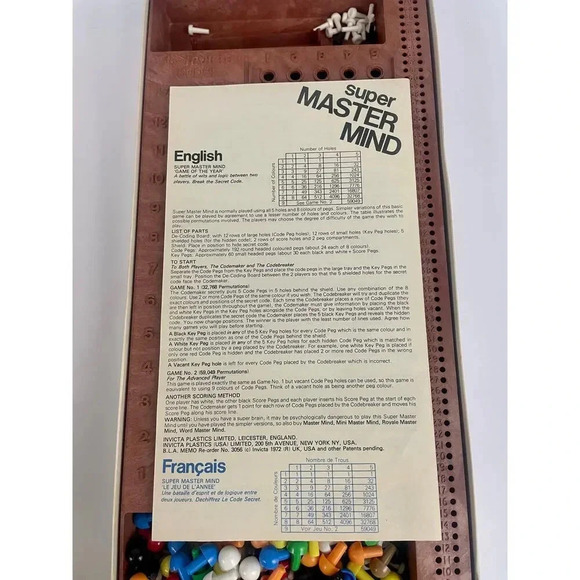 super
MASTER
MIND
English
SUPER MASTER MIND
'GAME OF THE YEAR'
A battle of wits and logic between two
players. Break the Secret Code.
Number of Holes
1 2 3 4 5
Number of Colours
See Game No. 2 59049
Super Master Mind is normally played using all 5 holes and 8 colours of pegs. Simpler variations of this basic
game can be played by agreement to use a lesser number of holes and colours. The table illustrates the
possible permutations involved. The players may choose the degree of difficulty of the game they wish to
play.
LIST OF PARTS
De-Coding Board: with 12 rows of large holes (Code Peg holes), 12 rows of small holes (Key Peg holes), 5
shielded holes (for the hidden code), 2 rows of score holes and 2 peg compartments.
Shield: Place in position to hide secret code.
Code Pegs: Approximately 192 round headed coloured pegs (about 24 each of 8 colours).
Key Pegs: Approximately 60 small headed pegs (about 30 each black and white + Score Pegs).
TO START
To Both Players, The Codemaker and The Codebreaker
Separate the Code Pegs from the Key Pegs and place the code pegs in the large tray and the Key Pegs in the
small tray. Position the De-Coding Board between the 2 players so that the 5 shielded holes for the secret
code face the Codemaker.
GAME No. 1 (32,768 Permutations)
The Codemaker secretly puts 5 Code Pegs in 5 holes behind the shield. Use any combination of the 8
colours. Use 2 or more Code Pegs of the same colour if you wish. The Codebreaker will try and duplicate the
exact colours and positions of the secret code. Each time the Codebreaker places a row of Code Pegs (they
are then left in position throughout the game), the Codemaker must give information by placing the black
and white Key Pegs in the Key Peg holes alongside the Code Pegs, or by leaving holes vacant. When the
Codebreaker duplicates the secret code the Codemaker places the 5 black Key Pegs and reveals the hidden
code. You now change positions. The winner is the player with the least number of rows used. Agree how
many games you will play before starting.
A Black Key Peg is placed in any of the 5 Key Peg holes for every Code Peg which is the same colour and in
exactly the same position as one of the Code Pegs behind the shield.
A White Key Peg is placed in any of the 5 Key Peg holes for each hidden Code Peg which is matched in
colour but not position by a peg placed by the Codebreaker. For example, one white Key Peg is placed if
only one red Code Peg is hidden and the Codebreaker has placed 2 or more red Code Pegs in the wrong
position.
A Vacant Key Peg hole is left for every Code Peg placed by the Codebreaker which is incorrect.
GAME No. 2 (59,049 Permutations)
For The Advanced Player
This game is played exactly the same as Game No. 1 but vacant Code Peg holes can be used, so this game is
equivalent to using 9 colours of Code Pegs. Think of a vacant hole as being another peg colour.
ANOTHER SCORING METHOD
One player has white, the other black Score Pegs and each player inserts his Score Peg at the start of each
score line. The Codemaker gets 1 point for each row of Code Pegs placed by the Codebreaker and moves his
Score Peg along his score line.
WARNING: Unless you have a super brain, it may be psychologically dangerous to play this Super Master Mind
until you have played the simpler versions, so also buy Master Mind, Mini Master Mind, Royale Master
Mind, Word Master Mind.
INVICTA PLASTICS LIMITED, LEICESTER, ENGLAND.
INVICTA PLASTICS (USA) LIMITED, 200 5th AVENUE, NEW YORK NY, USA.
B.L.A. MEMO Re-order No. 3056 (c) Invicta 1972 (R) UK, USA and other Patents pending.
Français
SUPER MASTER MIND
'LE JEU DE L'ANNÉE'
Une bataille d'esprit et de logique entre
deux joueurs. Déchiffrez Le Code Secret.
Nombre de Trous
1 2 3 4 5
Nombre de Couleurs
Voir Jeu No. 2 59049